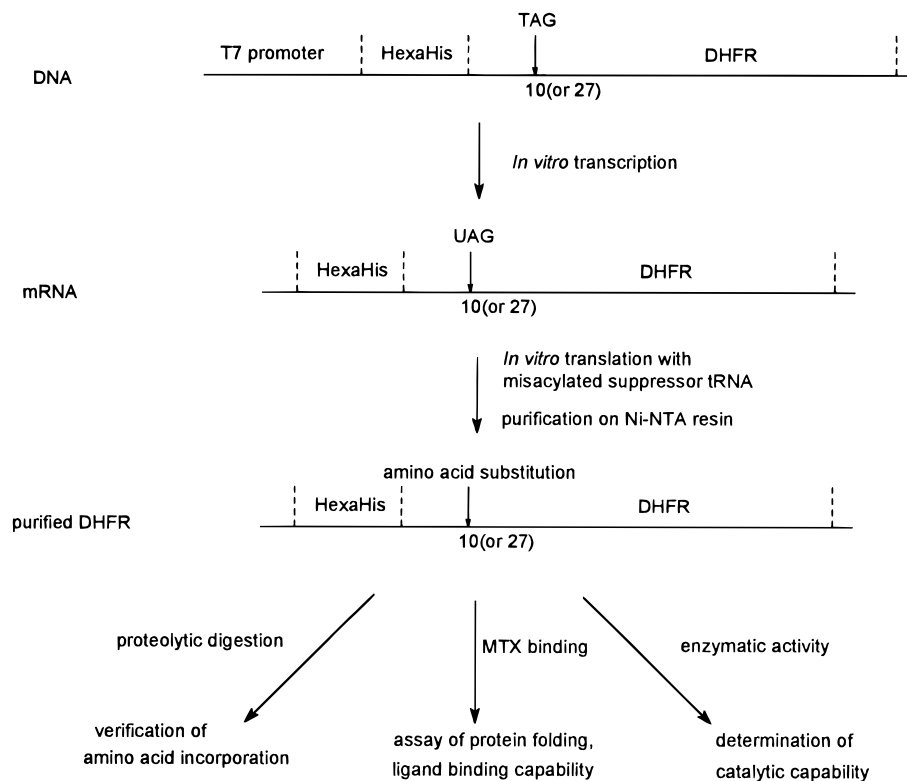 TAG
T7 promoter HexaHis DHFR
DNA
10(or 27)
In vitro transcription
UAG
HexaHis DHFR
mRNA
10(or 27)
In vitro translation with
misacylated suppressor tRNA
purification on Ni-NTA resin
amino acid substitution
HexaHis DHFR
purified DHFR
10(or 27)
proteolytic digestion
MTX binding
enzymatic activity
verification of
amino acid incorporation
assay of protein folding,
ligand binding capability
determination of
catalytic capability